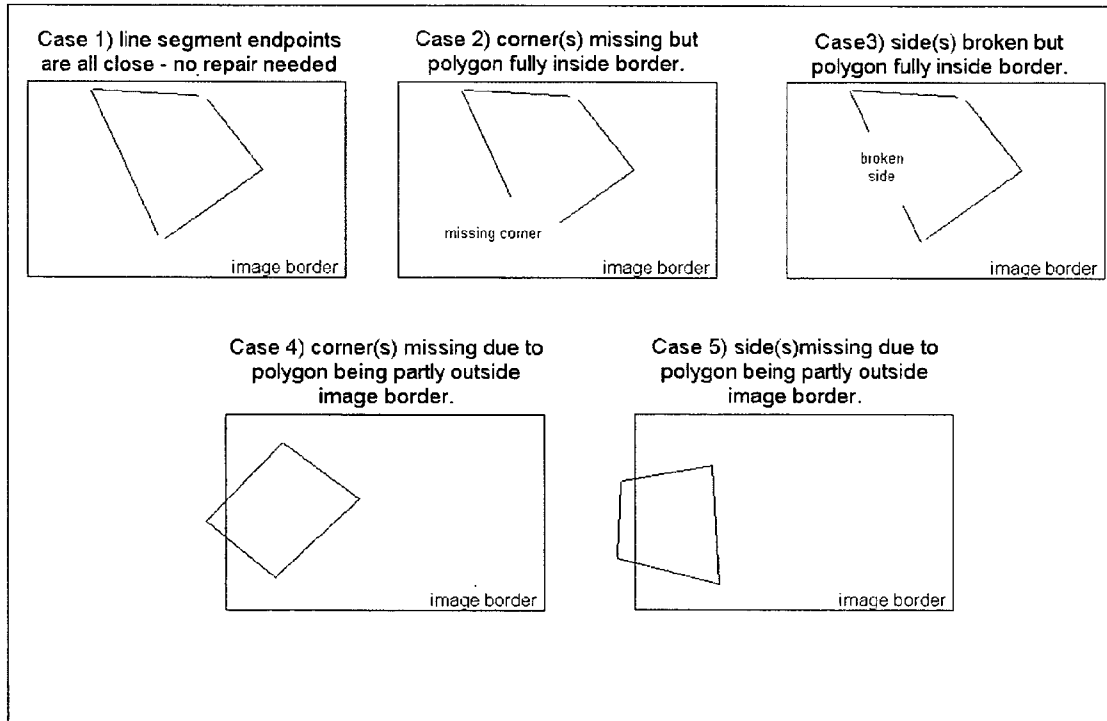 Case 1) line segment endpoints
are all close - no repair needed
image border
Case 2) corner(s) missing but
polygon fully inside border.
missing corner
image border
Case3) side(s) broken but
polygon fully inside border.
broken
side
image border
Case 4) corner(s) missing due to
polygon being partly outside
image border.
image border
Case 5) side(s)missing due to
polygon being partly outside
image border.
image border